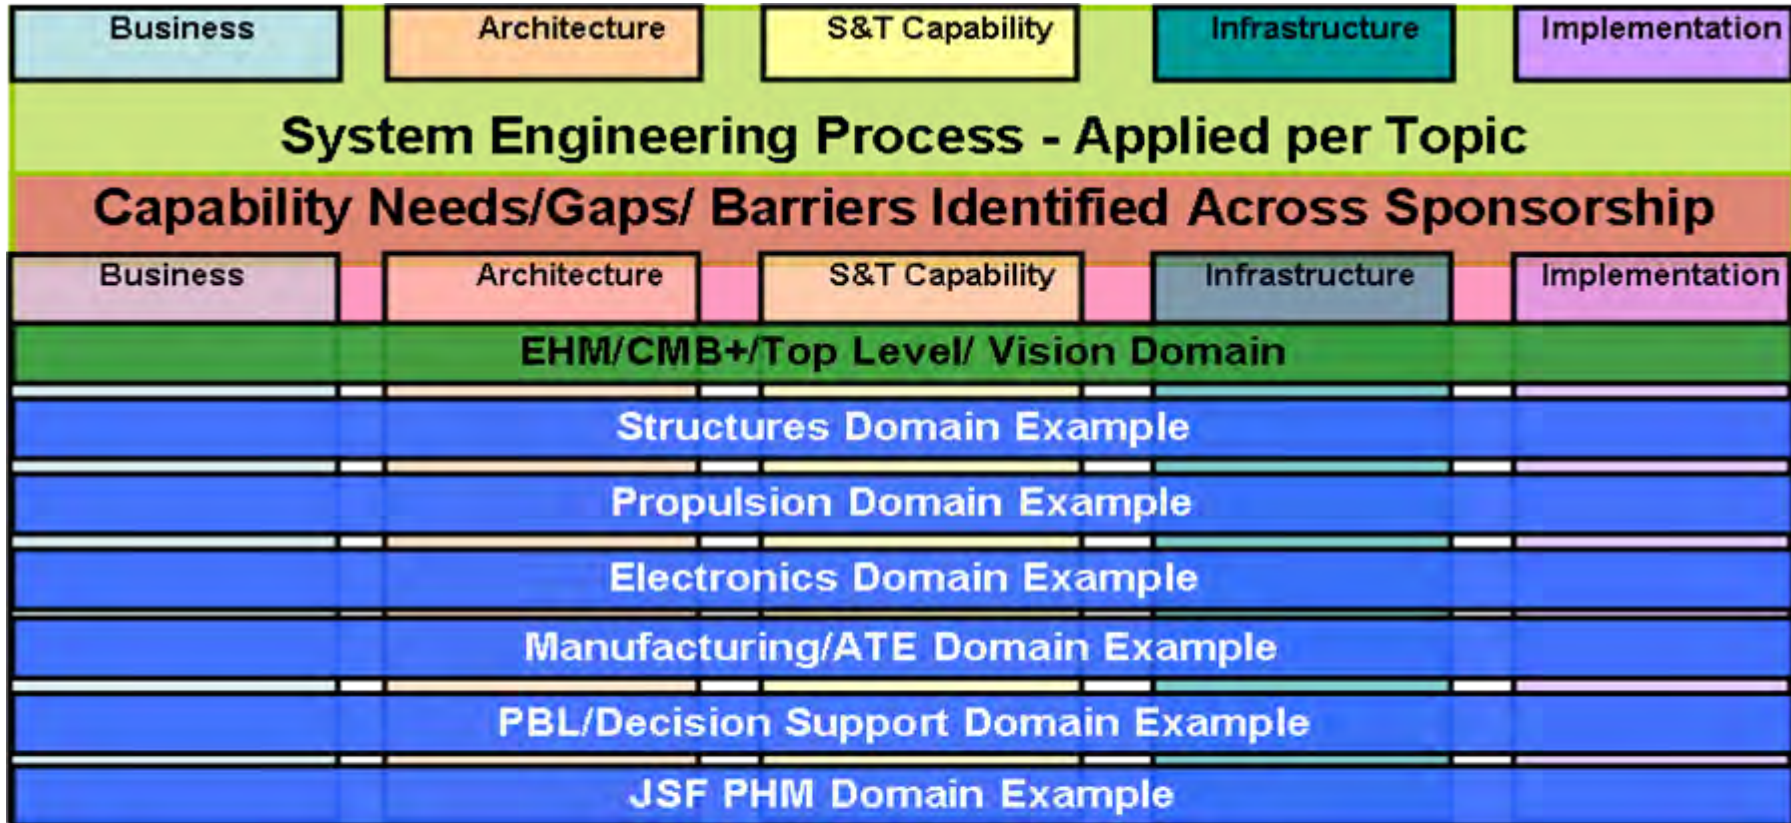 Business Architecture S&T Capability Infrastructure Implementation
System Engineering Process - Applied per Topic
Capability Needs/Gaps/ Barriers Identified Across Sponsorship
Business Architecture S&T Capability Infrastructure Implementation
EHM/CMB+/Top Level/ Vision Domain
Structures Domain Example
Propulsion Domain Example
Electronics Domain Example
Manufacturing/ATE Domain Example
PBL/Decision Support Domain Example
JSF PHM Domain Example